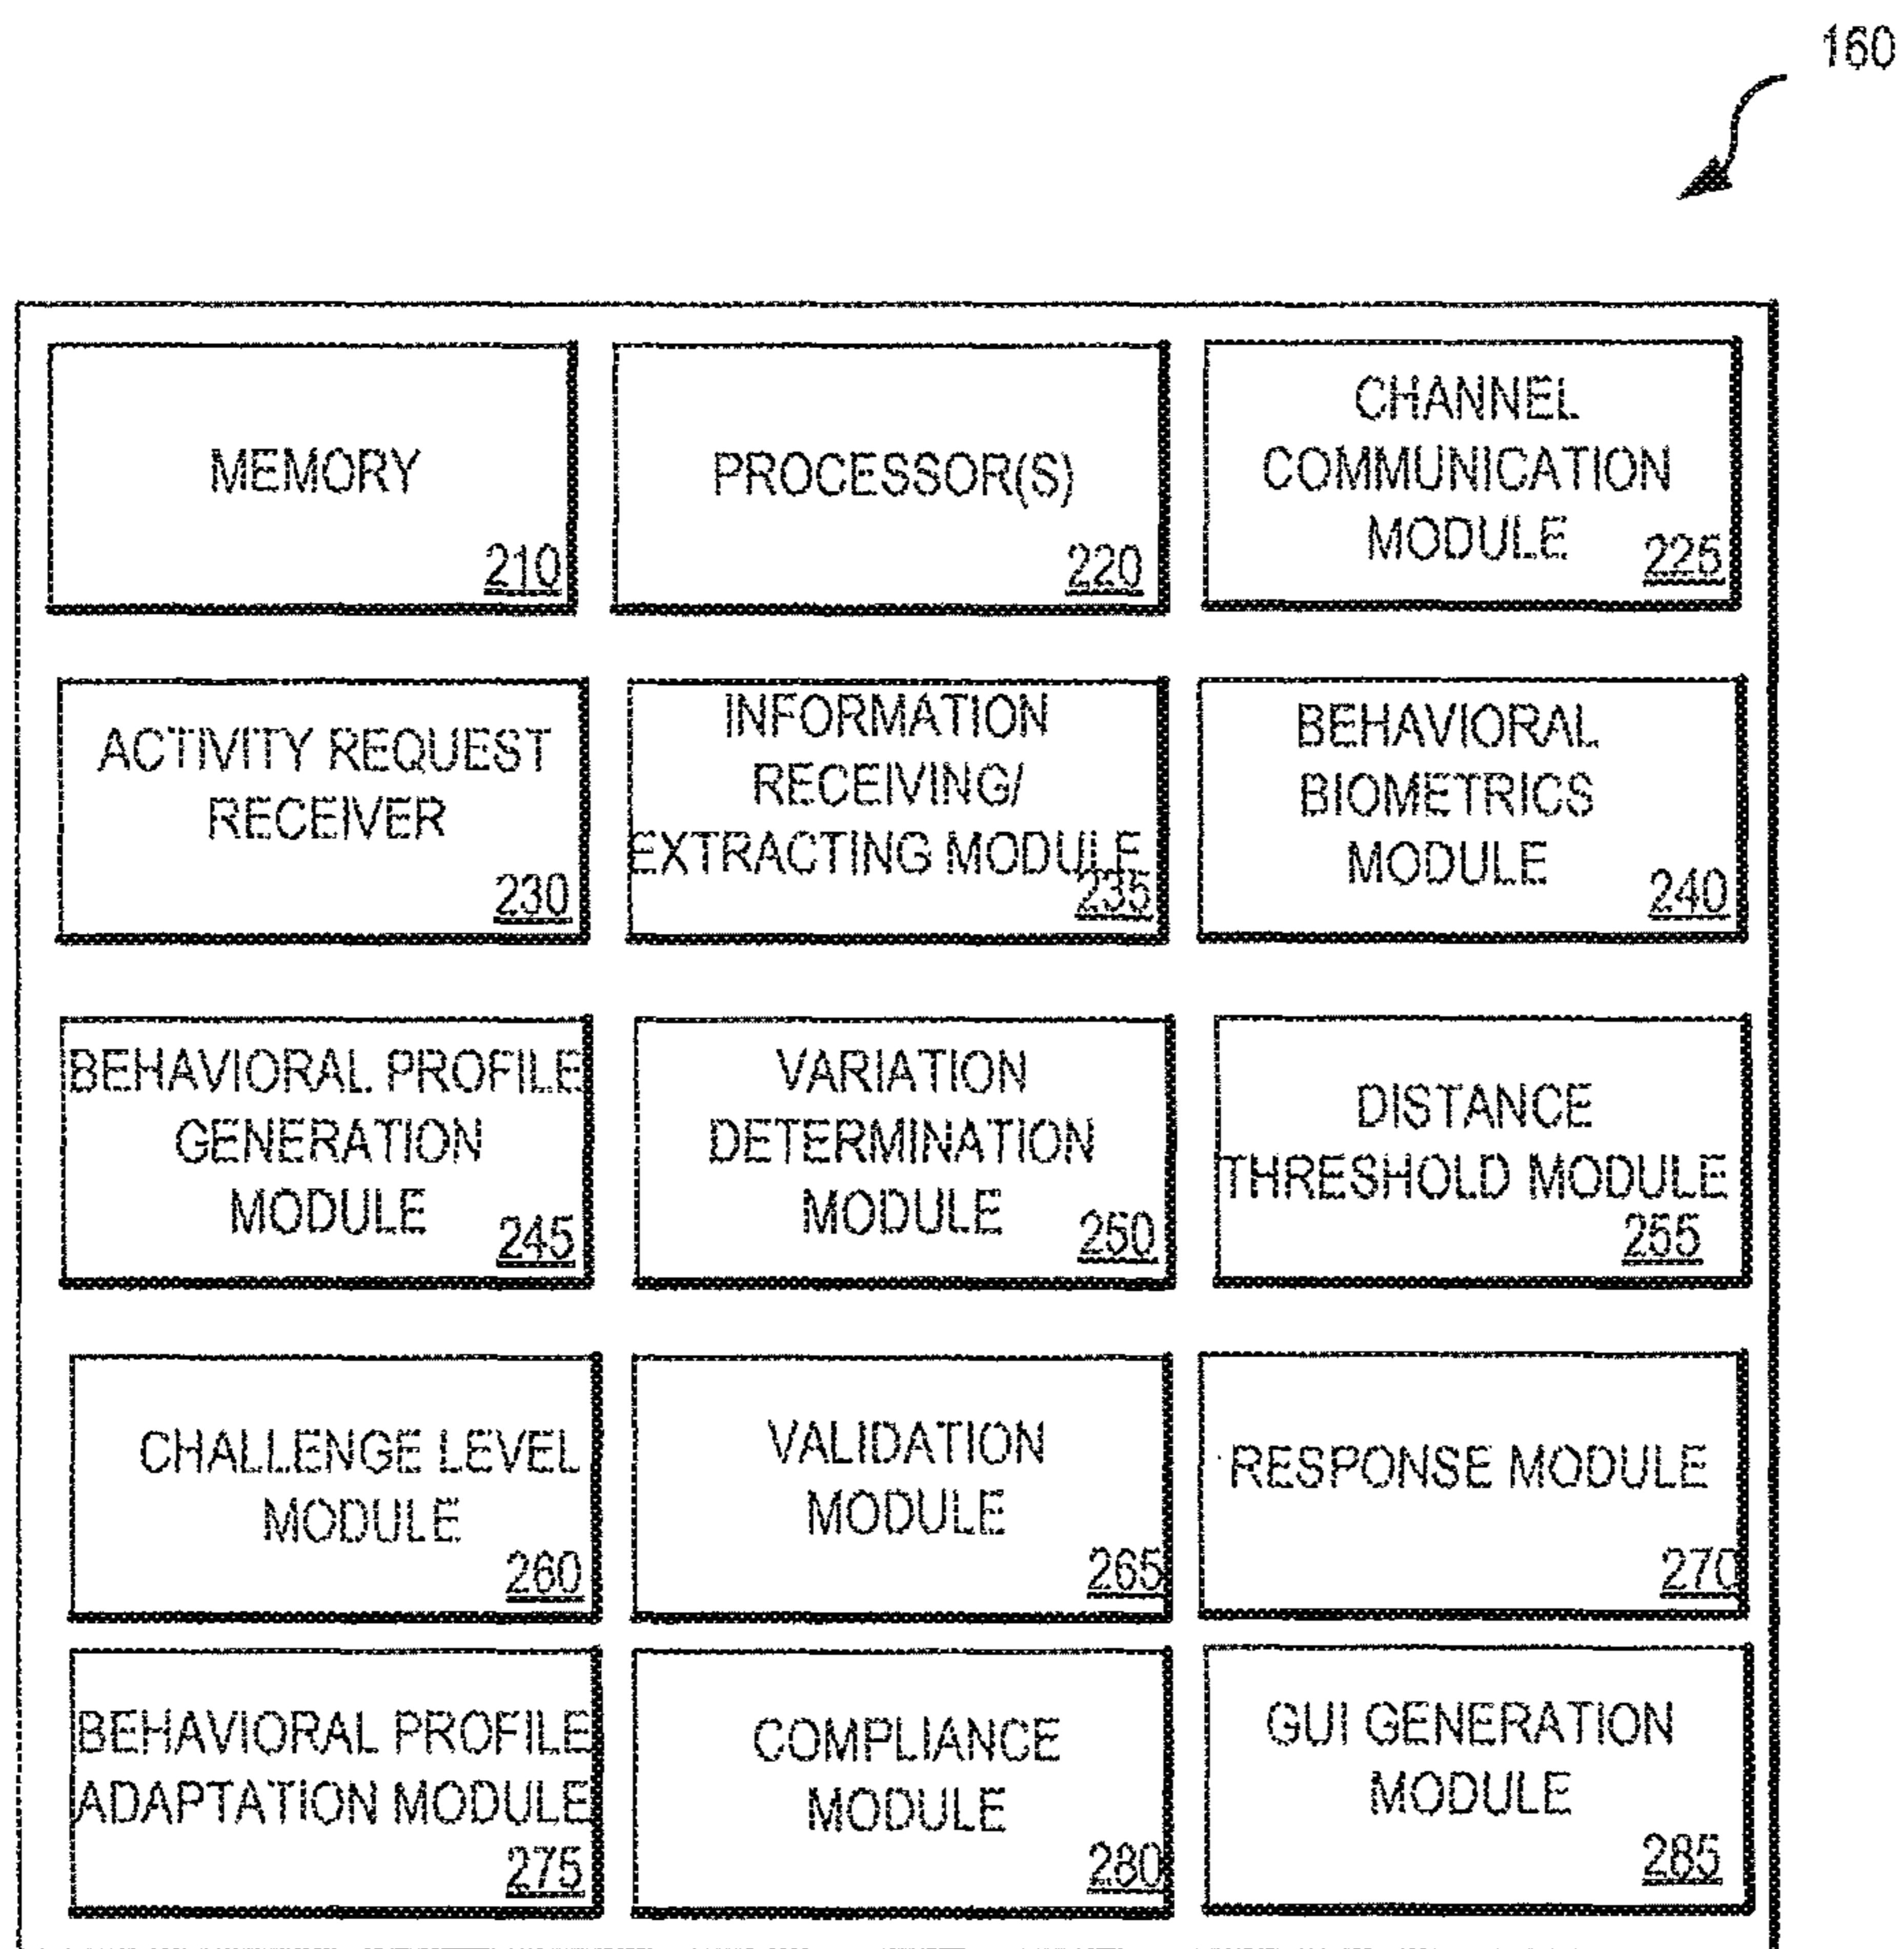 160
MEMORY
210
PROCESSOR(S)
220
CHANNEL
COMMUNICATION
MODULE
225
ACTIVITY REQUEST
RECEIVER
230
INFORMATION
RECEIVING/
EXTRACTING MODULE
235
BEHAVIORAL
BIOMETRICS
MODULE
240
BEHAVIORAL PROFILE
GENERATION
MODULE
245
VARIATION
DETERMINATION
MODULE
250
DISTANCE
THRESHOLD MODULE
255
CHALLENGE LEVEL
MODULE
260
VALIDATION
MODULE
265
RESPONSE MODULE
270
BEHAVIORAL PROFILE
ADAPTATION MODULE
275
COMPLIANCE
MODULE
280
GUI GENERATION
MODULE
285